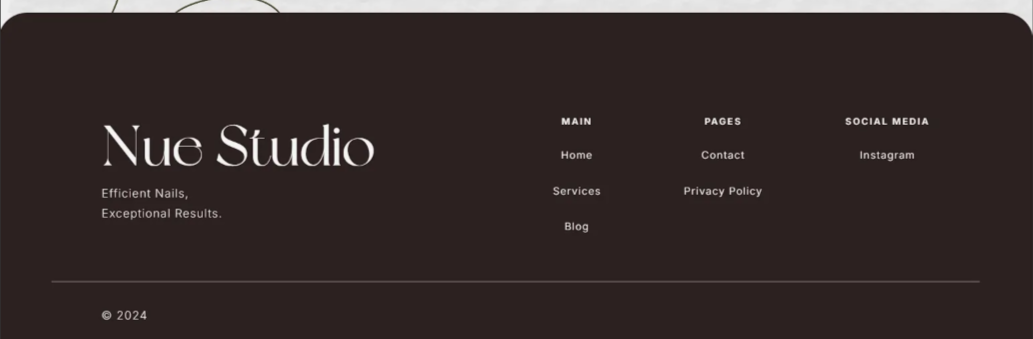 Nue Studio
Efficient Nails,
Exceptional Results.
MAIN
Home
Services
Blog
PAGES
Contact
Privacy Policy
SOCIAL MEDIA
Instagram
© 2024